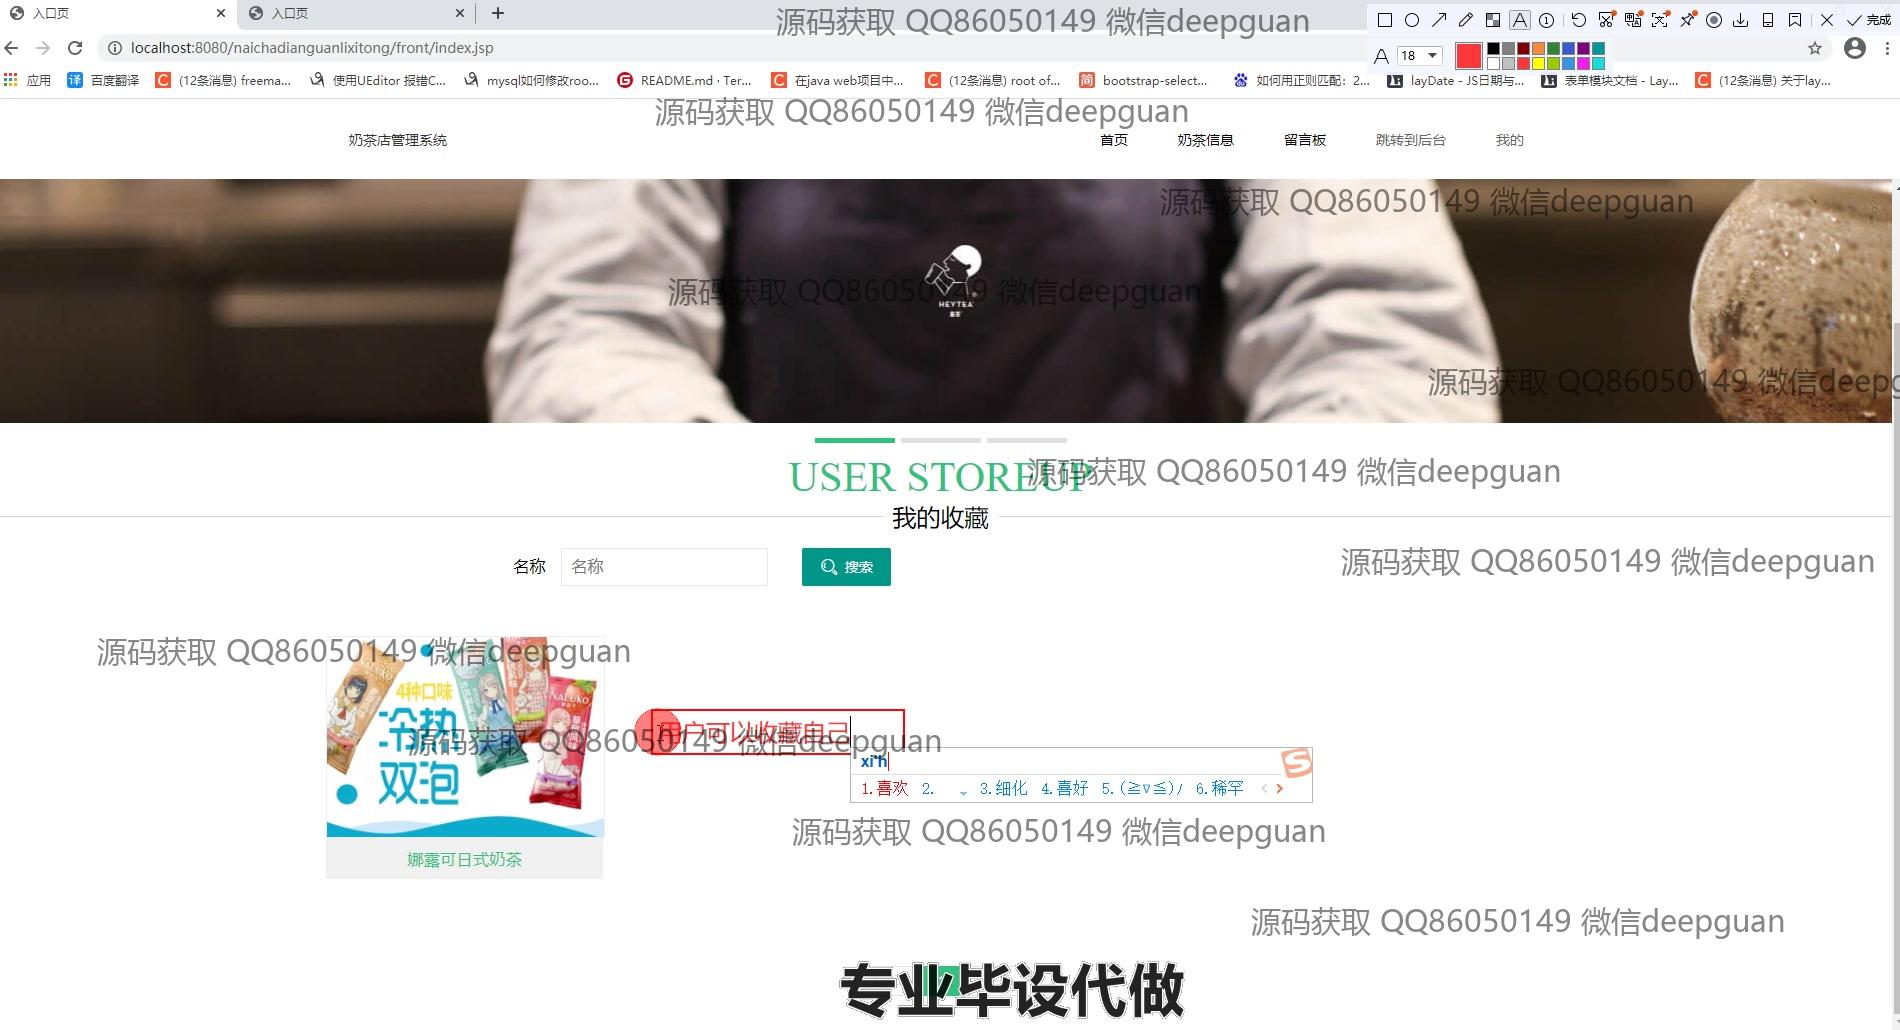 入口页
入口页
源码获取 QQ86050149 微信deepguan
完成
localhost:8080/naichadianguanlixitong/front/index.jsp
18
应用
百度翻译
(12条消息) freema...
使用UEditor 报错C...
mysql如何修改roo...
README.md · Ter...
在java web项目中...
(12条消息) root of...
bootstrap-select...
如何用正则匹配：2...
layDate - JS日期与...
表单模块文档 - Lay...
(12条消息) 关于lay...
源码获取 QQ86050149 微信deepguan
奶茶店管理系统
首页
奶茶信息
留言板
跳转到后台
我的
源码获取 QQ86050149 微信deepguan
HEYTEA
喜茶
源码获取 QQ86050149 微信deepguan
源码获取 QQ86050149 微信deepg
USER STOREUP
源码获取 QQ86050149 微信deepguan
我的收藏
名称
名称
搜索
源码获取 QQ86050149 微信deepguan
源码获取 QQ86050149 微信deepguan
NALUKO
4种口味
冷热
双泡
用户可以收藏自己
源码获取 QQ86050149 微信deepguan
xi'h
1.喜欢 2. 3.细化 4.喜好 5.(≧∇≦)/ 6.稀罕
源码获取 QQ86050149 微信deepguan
娜露可日式奶茶
源码获取 QQ86050149 微信deepguan
专业毕设代做